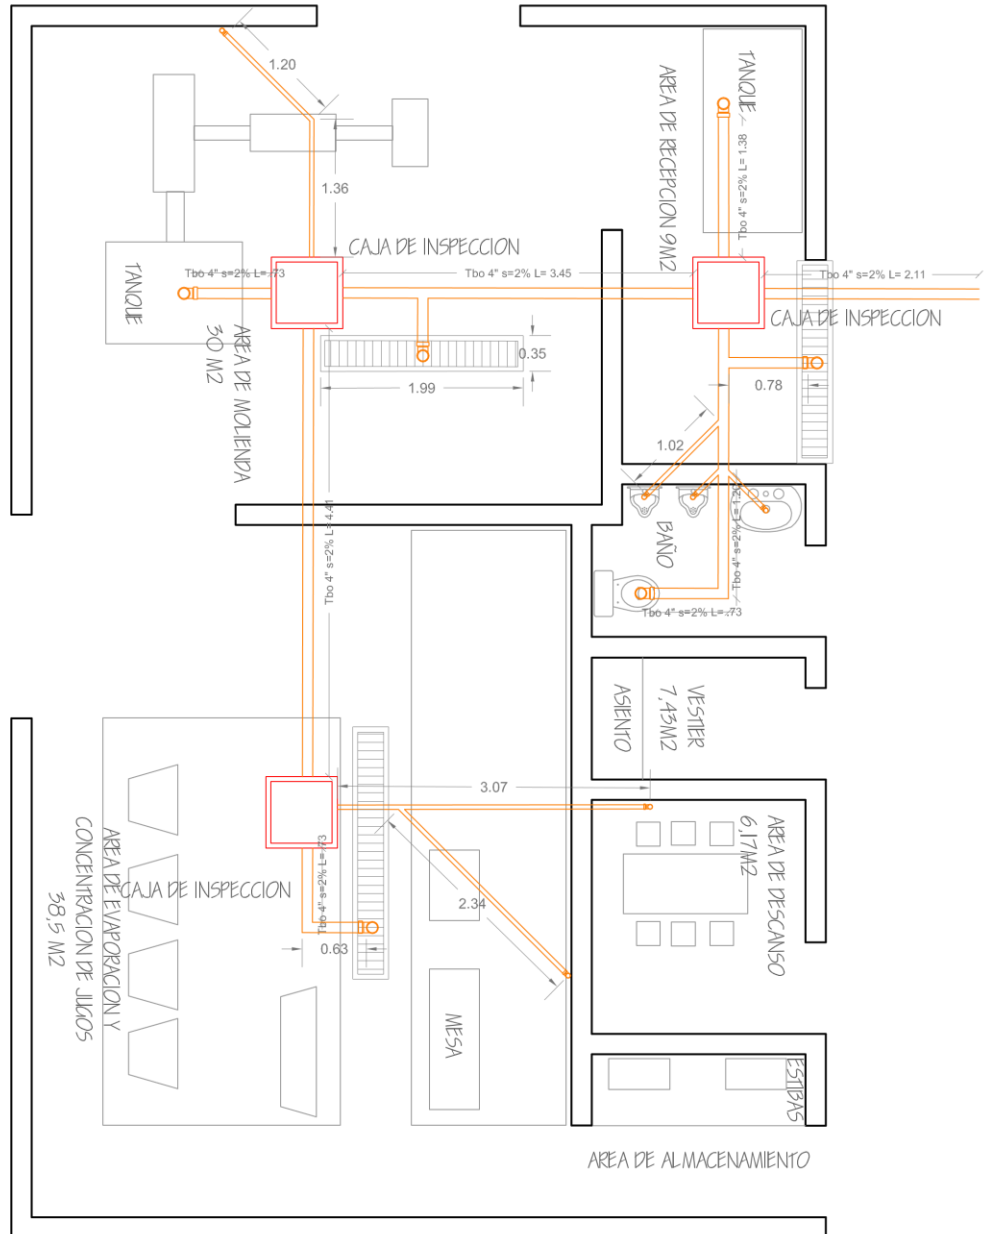 1.20
TANQUE
AREA DE RECEPCION 9M2
Tbo 4" s=2% L= 1.38
1.36
CAJA DE INSPECCION
TANQUE
Tbo 4" s=2% L=.73
Tbo 4" s=2% L= 3.45
Tbo 4" s=2% L= 2.11
CAJA DE INSPECCION
AREA DE MOLIENDA
30 M2
0.35
1.99
0.78
1.02
BAÑO
Tbo 4" s=2% L=4.41
Tbo 4" s=2% L=.73
VESTIER
7,43M2
ASIENTO
3.07
AREA DE DESCANSO
6,17M2
Tbo 4" s=2% L=.73
CAJA DE INSPECCION
AREA DE EVAPORACION Y
CONCENTRACION DE JUGOS
38,5 M2
2.34
0.63
MESA
ESTIBAS
AREA DE ALMACENAMIENTO